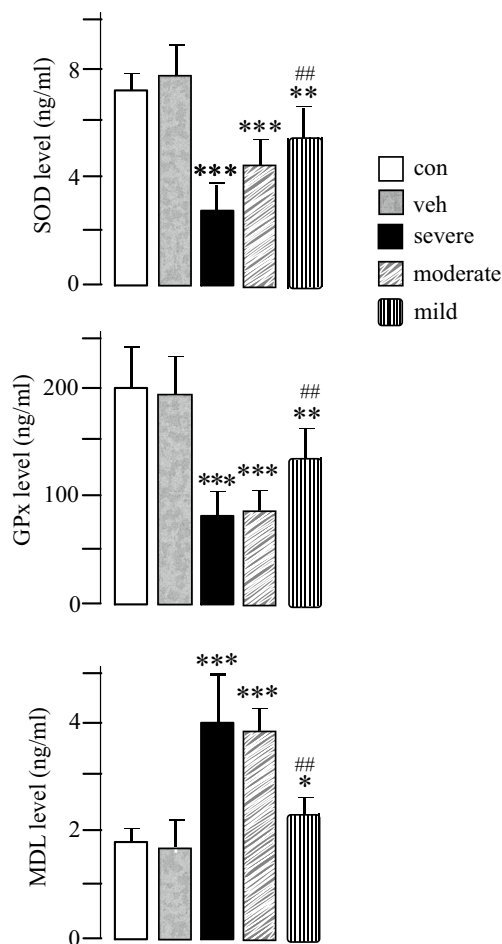 SOD level (ng/ml)
8
4
0
***
***
##
**
con
veh
severe
moderate
mild
GPx level (ng/ml)
200
100
0
***
***
##
**
MDL level (ng/ml)
4
2
0
***
***
##
*